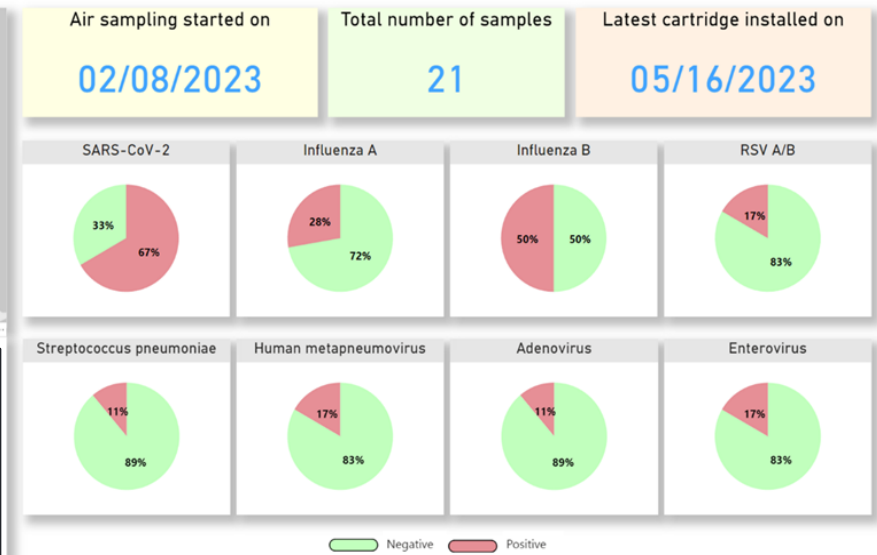 Air sampling started on
02/08/2023
Total number of samples
21
Latest cartridge installed on
05/16/2023
SARS-CoV-2
33%
67%
Influenza A
28%
72%
Influenza B
50%
50%
RSV A/B
17%
83%
Streptococcus pneumoniae
11%
89%
Human metapneumovirus
17%
83%
Adenovirus
11%
89%
Enterovirus
17%
83%
Negative
Positive